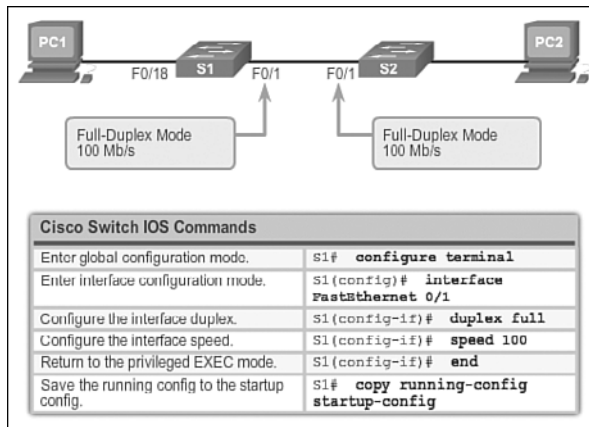 PC1
PC2
S1
S2
F0/18
F0/1
F0/1
Full-Duplex Mode
100 Mb/s
Full-Duplex Mode
100 Mb/s
Cisco Switch IOS Commands
Enter global configuration mode.
S1# configure terminal
Enter interface configuration mode.
S1(config)# interface
FastEthernet 0/1
Configure the interface duplex.
S1(config-if)# duplex full
Configure the interface speed.
S1(config-if)# speed 100
Return to the privileged EXEC mode.
S1(config-if)# end
Save the running config to the startup
config.
S1# copy running-config
startup-config